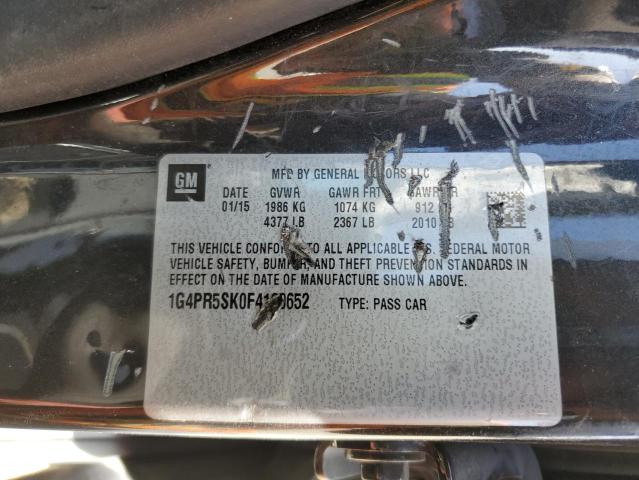 GM
MFD BY GENERAL MOTORS LLC
DATE GVWR GAWR FRT GAWR RR
01/15 1986 KG 1074 KG 912
4377 LB 2367 LB 2010 LB
THIS VEHICLE CONFORMS TO ALL APPLICABLE U.S. FEDERAL MOTOR
VEHICLE SAFETY, BUMPER, AND THEFT PREVENTION STANDARDS IN
EFFECT ON THE DATE OF MANUFACTURE SHOWN ABOVE.
TYPE: PASS CAR